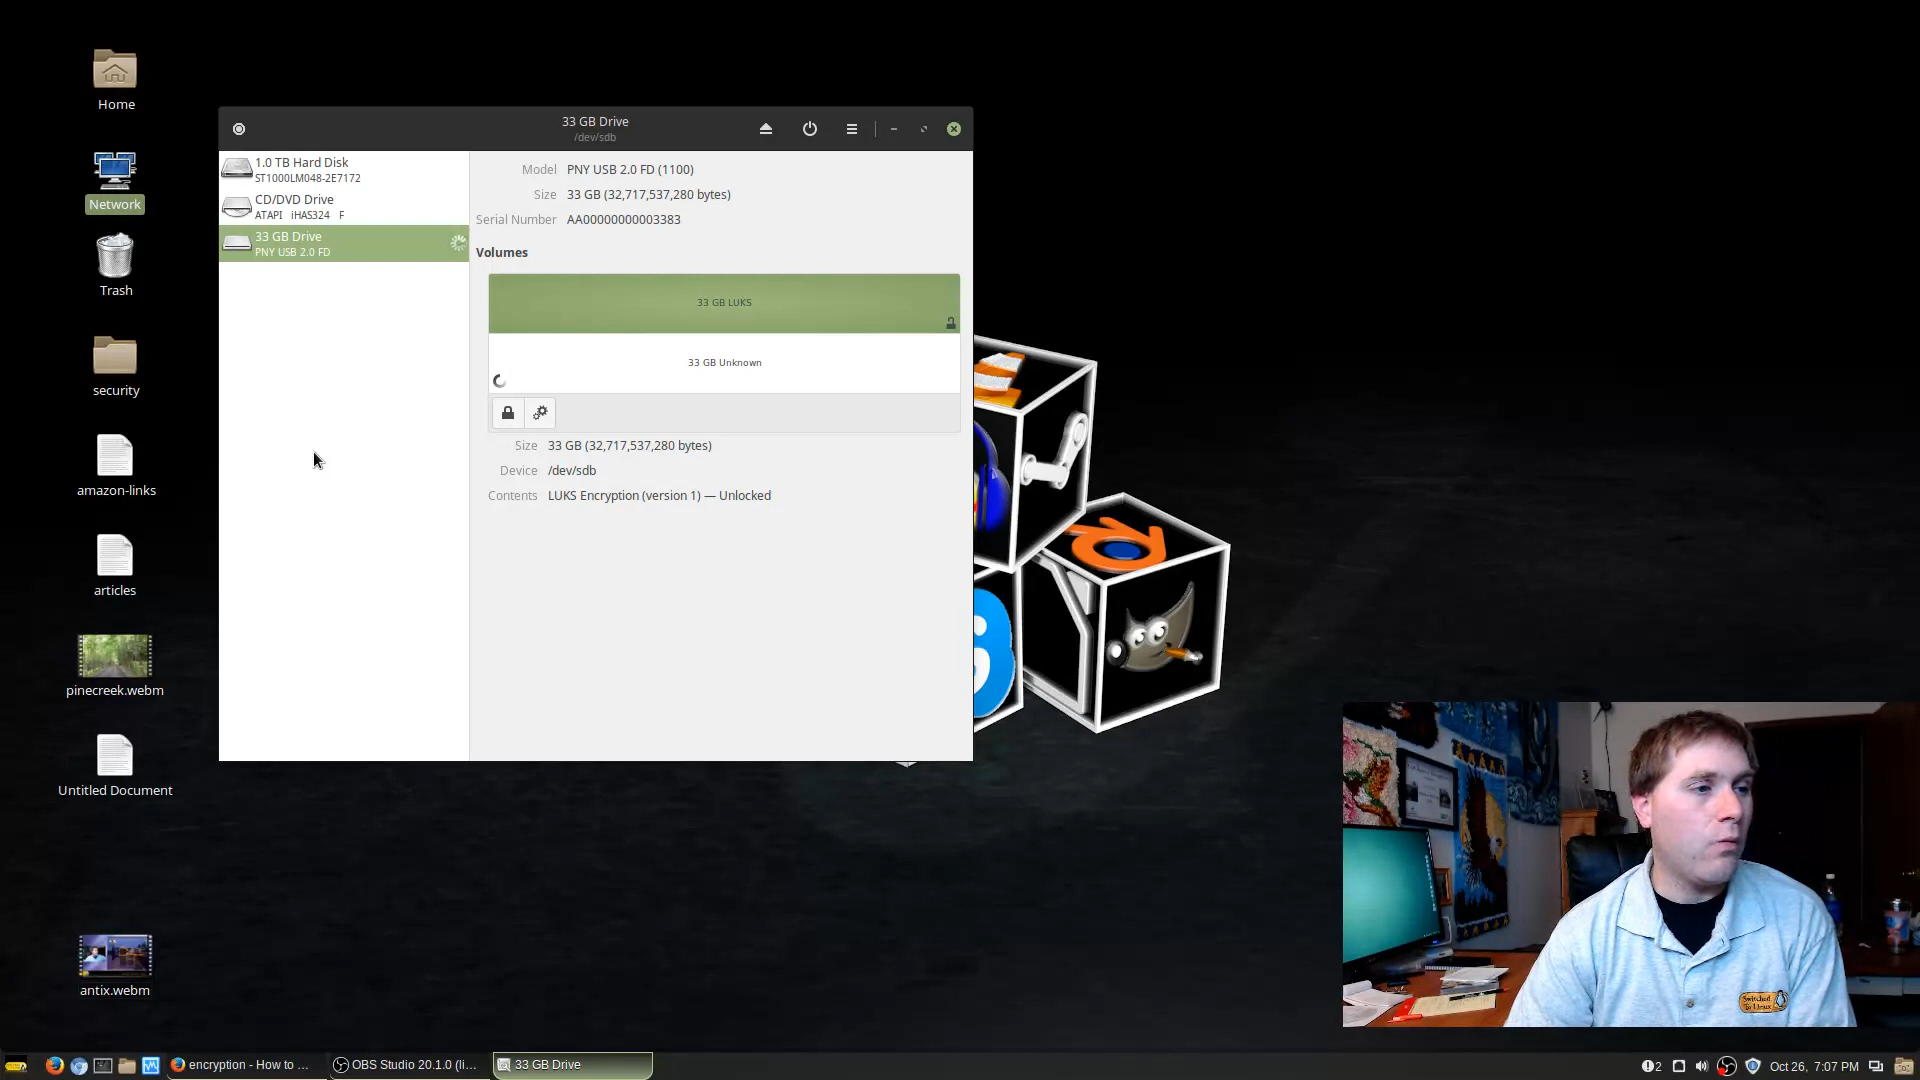 Home
Network
Trash
security
amazon-links
articles
pinecreek.webm
Untitled Document
antix.webm
33 GB Drive
/dev/sdb
1.0 TB Hard Disk
ST1000LM048-2E7172
CD/DVD Drive
ATAPI iHAS324 F
33 GB Drive
PNY USB 2.0 FD
Model PNY USB 2.0 FD (1100)
Size 33 GB (32,717,537,280 bytes)
Serial Number AA00000000003383
Volumes
33 GB LUKS
33 GB Unknown
Size 33 GB (32,717,537,280 bytes)
Device /dev/sdb
Contents LUKS Encryption (version 1) — Unlocked
Switched
To Linux
encryption - How to ...
OBS Studio 20.1.0 (li...
33 GB Drive
2
Oct 26, 7:07 PM